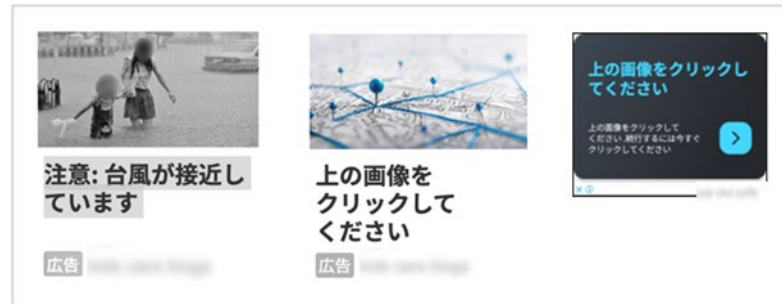 注意: 台風が接近し
ています
広告
上の画像を
クリックして
ください
広告
上の画像をクリックし
てください
上の画像をクリックして
ください.続行するには今すぐ
クリックしてください